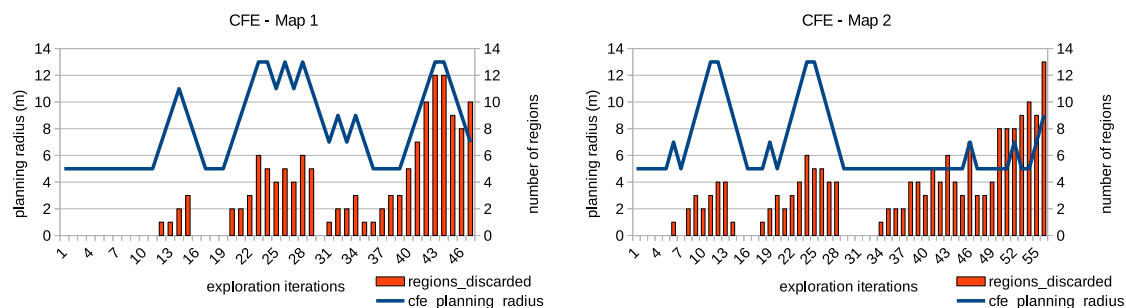 CFE - Map 1
planning radius (m)
14
12
10
8
6
4
2
0
14
12
10
8
6
4
2
0
number of regions
1 4 7 10 13 16 19 22 25 28 31 34 37 40 43 46
exploration iterations
regions_discarded
cfe_planning_radius
CFE - Map 2
planning radius (m)
14
12
10
8
6
4
2
0
14
12
10
8
6
4
2
0
number of regions
1 4 7 10 13 16 19 22 25 28 31 34 37 40 43 46 49 52 55
exploration iterations
regions_discarded
cfe_planning_radius